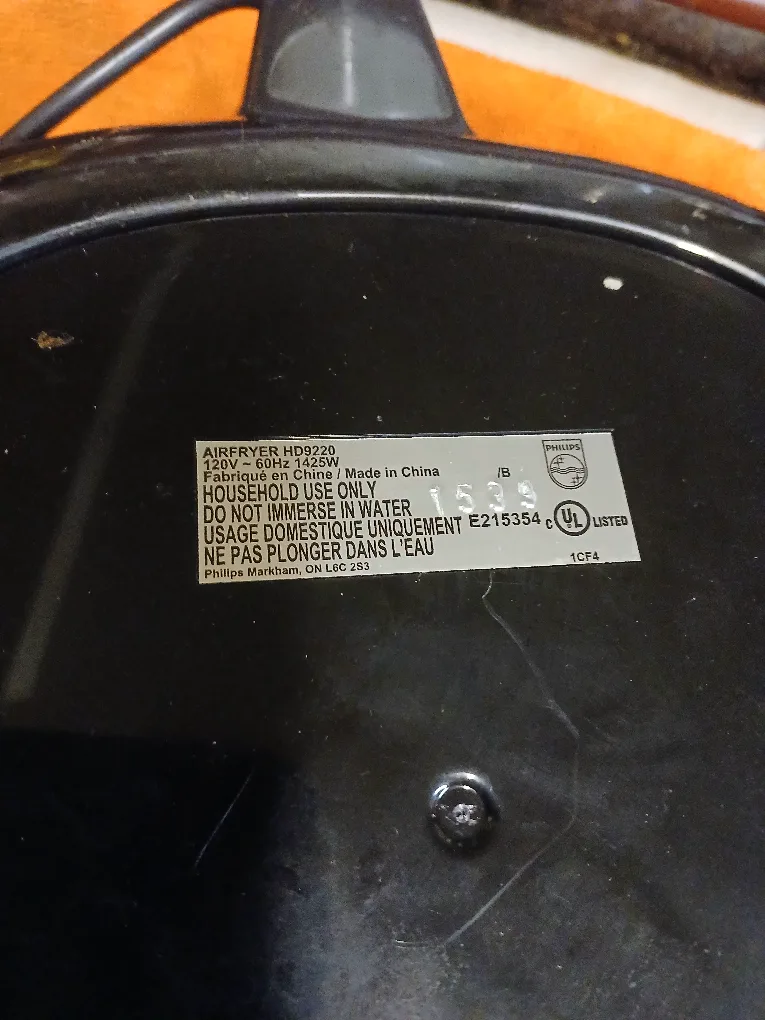 AIRFRYER HD9220
120V ~ 60Hz 1425W
Fabriqué en Chine / Made in China /B
HOUSEHOLD USE ONLY
DO NOT IMMERSE IN WATER
USAGE DOMESTIQUE UNIQUEMENT
NE PAS PLONGER DANS L'EAU
Philips Markham, ON L6C 2S3
PHILIPS
1539
E215354 C UL LISTED
1CF4